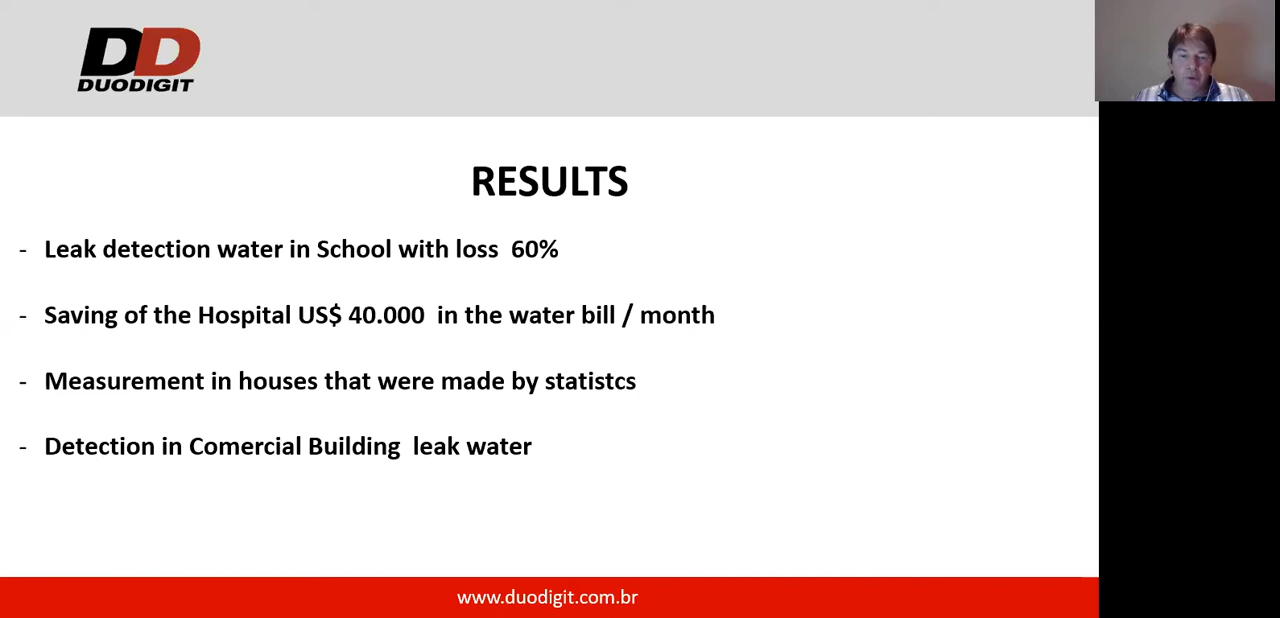 DD
DUODIGIT
RESULTS
- Leak detection water in School with loss 60%
- Saving of the Hospital US$ 40.000 in the water bill / month
- Measurement in houses that were made by statistcs
- Detection in Comercial Building leak water
www.duodigit.com.br